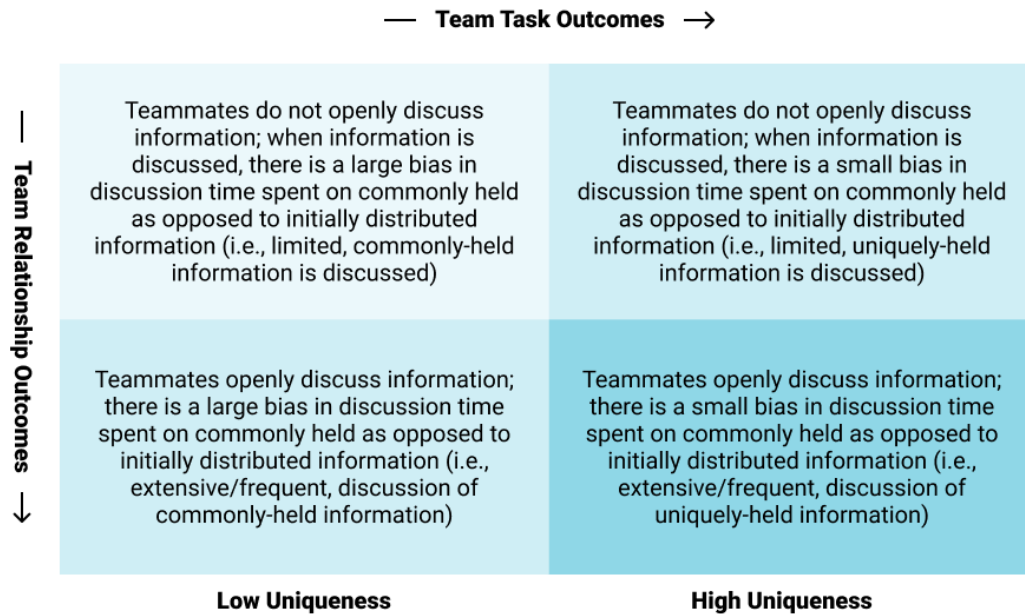 Team Task Outcomes
Team Relationship Outcomes
Teammates do not openly discuss
information; when information is
discussed, there is a large bias in
discussion time spent on commonly held
as opposed to initially distributed
information (i.e., limited, commonly-held
information is discussed)
Teammates do not openly discuss
information; when information is
discussed, there is a small bias in
discussion time spent on commonly held
as opposed to initially distributed
information (i.e., limited, uniquely-held
information is discussed)
Teammates openly discuss information;
there is a large bias in discussion time
spent on commonly held as opposed to
initially distributed information (i.e.,
extensive/frequent, discussion of
commonly-held information)
Teammates openly discuss information;
there is a small bias in discussion time
spent on commonly held as opposed to
initially distributed information (i.e.,
extensive/frequent, discussion of
uniquely-held information)
Low Uniqueness
High Uniqueness